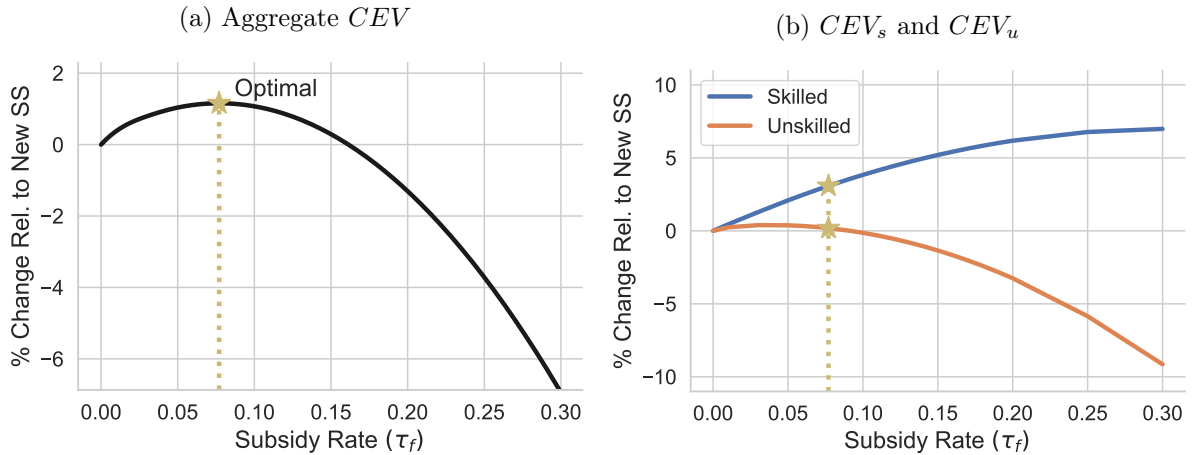 (a) Aggregate CEV
% Change Rel. to New SS
2
0
−2
−4
−6
Optimal
0.00 0.05 0.10 0.15 0.20 0.25 0.30
Subsidy Rate (τf)
(b) CEVs and CEVu
% Change Rel. to New SS
10
5
0
−5
−10
Skilled
Unskilled
0.00 0.05 0.10 0.15 0.20 0.25 0.30
Subsidy Rate (τf)